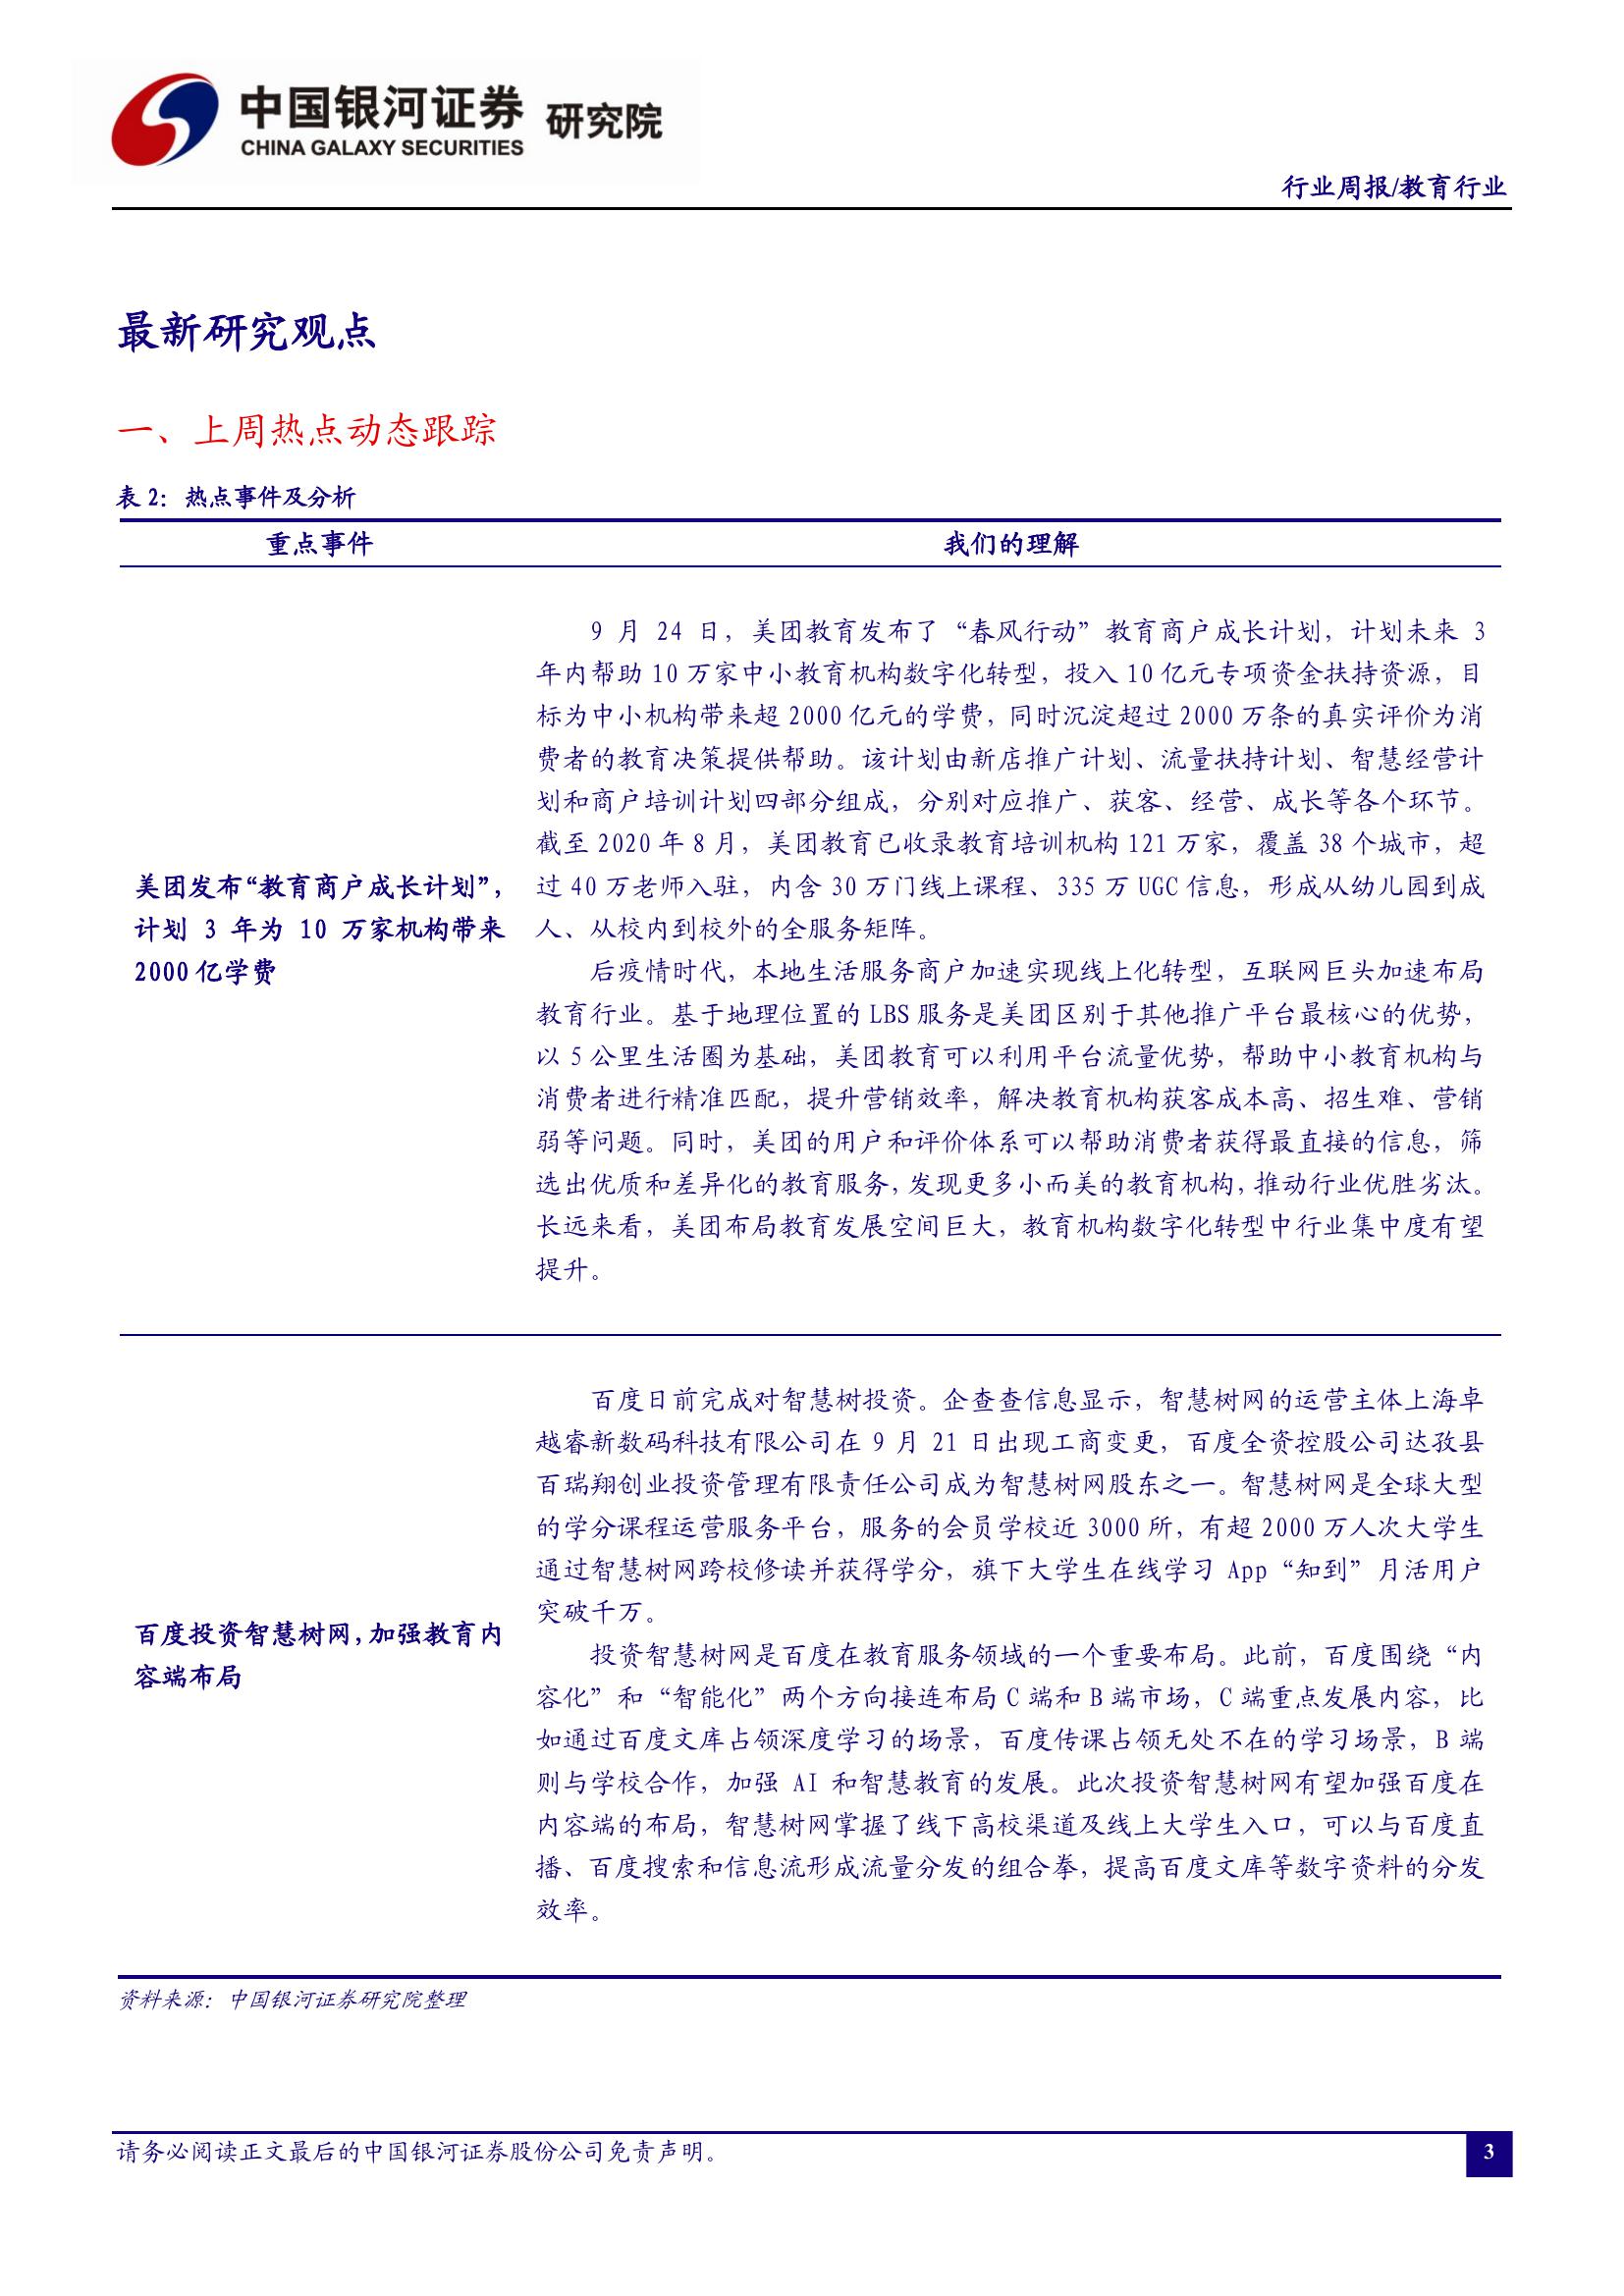 中国银河证券 研究院
CHINA GALAXY SECURITIES
行业周报/教育行业
最新研究观点
一、上周热点动态跟踪
表 2：热点事件及分析
重点事件
我们的理解
美团发布“教育商户成长计划”，
计划 3 年为 10 万家机构带来
2000 亿学费
9 月 24 日，美团教育发布了“春风行动”教育商户成长计划，计划未来 3
年内帮助 10 万家中小教育机构数字化转型，投入 10 亿元专项资金扶持资源，目
标为中小机构带来超 2000 亿元的学费，同时沉淀超过 2000 万条的真实评价为消
费者的教育决策提供帮助。该计划由新店推广计划、流量扶持计划、智慧经营计
划和商户培训计划四部分组成，分别对应推广、获客、经营、成长等各个环节。
截至 2020 年 8 月，美团教育已收录教育培训机构 121 万家，覆盖 38 个城市，超
过 40 万老师入驻，内含 30 万门线上课程、335 万 UGC 信息，形成从幼儿园到成
人、从校内到校外的全服务矩阵。
后疫情时代，本地生活服务商户加速实现线上化转型，互联网巨头加速布局
教育行业。基于地理位置的 LBS 服务是美团区别于其他推广平台最核心的优势，
以 5 公里生活圈为基础，美团教育可以利用平台流量优势，帮助中小教育机构与
消费者进行精准匹配，提升营销效率，解决教育机构获客成本高、招生难、营销
弱等问题。同时，美团的用户和评价体系可以帮助消费者获得最直接的信息，筛
选出优质和差异化的教育服务，发现更多小而美的教育机构，推动行业优胜劣汰。
长远来看，美团布局教育发展空间巨大，教育机构数字化转型中行业集中度有望
提升。
百度投资智慧树网，加强教育内
容端布局
百度日前完成对智慧树投资。企查查信息显示，智慧树网的运营主体上海卓
越睿新数码科技有限公司在 9 月 21 日出现工商变更，百度全资控股公司达孜县
百瑞翔创业投资管理有限责任公司成为智慧树网股东之一。智慧树网是全球大型
的学分课程运营服务平台，服务的会员学校近 3000 所，有超 2000 万人次大学生
通过智慧树网跨校修读并获得学分，旗下大学生在线学习 App“知到”月活用户
突破千万。
投资智慧树网是百度在教育服务领域的一个重要布局。此前，百度围绕“内
容化”和“智能化”两个方向接连布局 C 端和 B 端市场，C 端重点发展内容，比
如通过百度文库占领深度学习的场景，百度传课占领无处不在的学习场景，B 端
则与学校合作，加强 AI 和智慧教育的发展。此次投资智慧树网有望加强百度在
内容端的布局，智慧树网掌握了线下高校渠道及线上大学生入口，可以与百度直
播、百度搜索和信息流形成流量分发的组合拳，提高百度文库等数字资料的分发
效率。
资料来源：中国银河证券研究院整理
请务必阅读正文最后的中国银河证券股份公司免责声明。
3